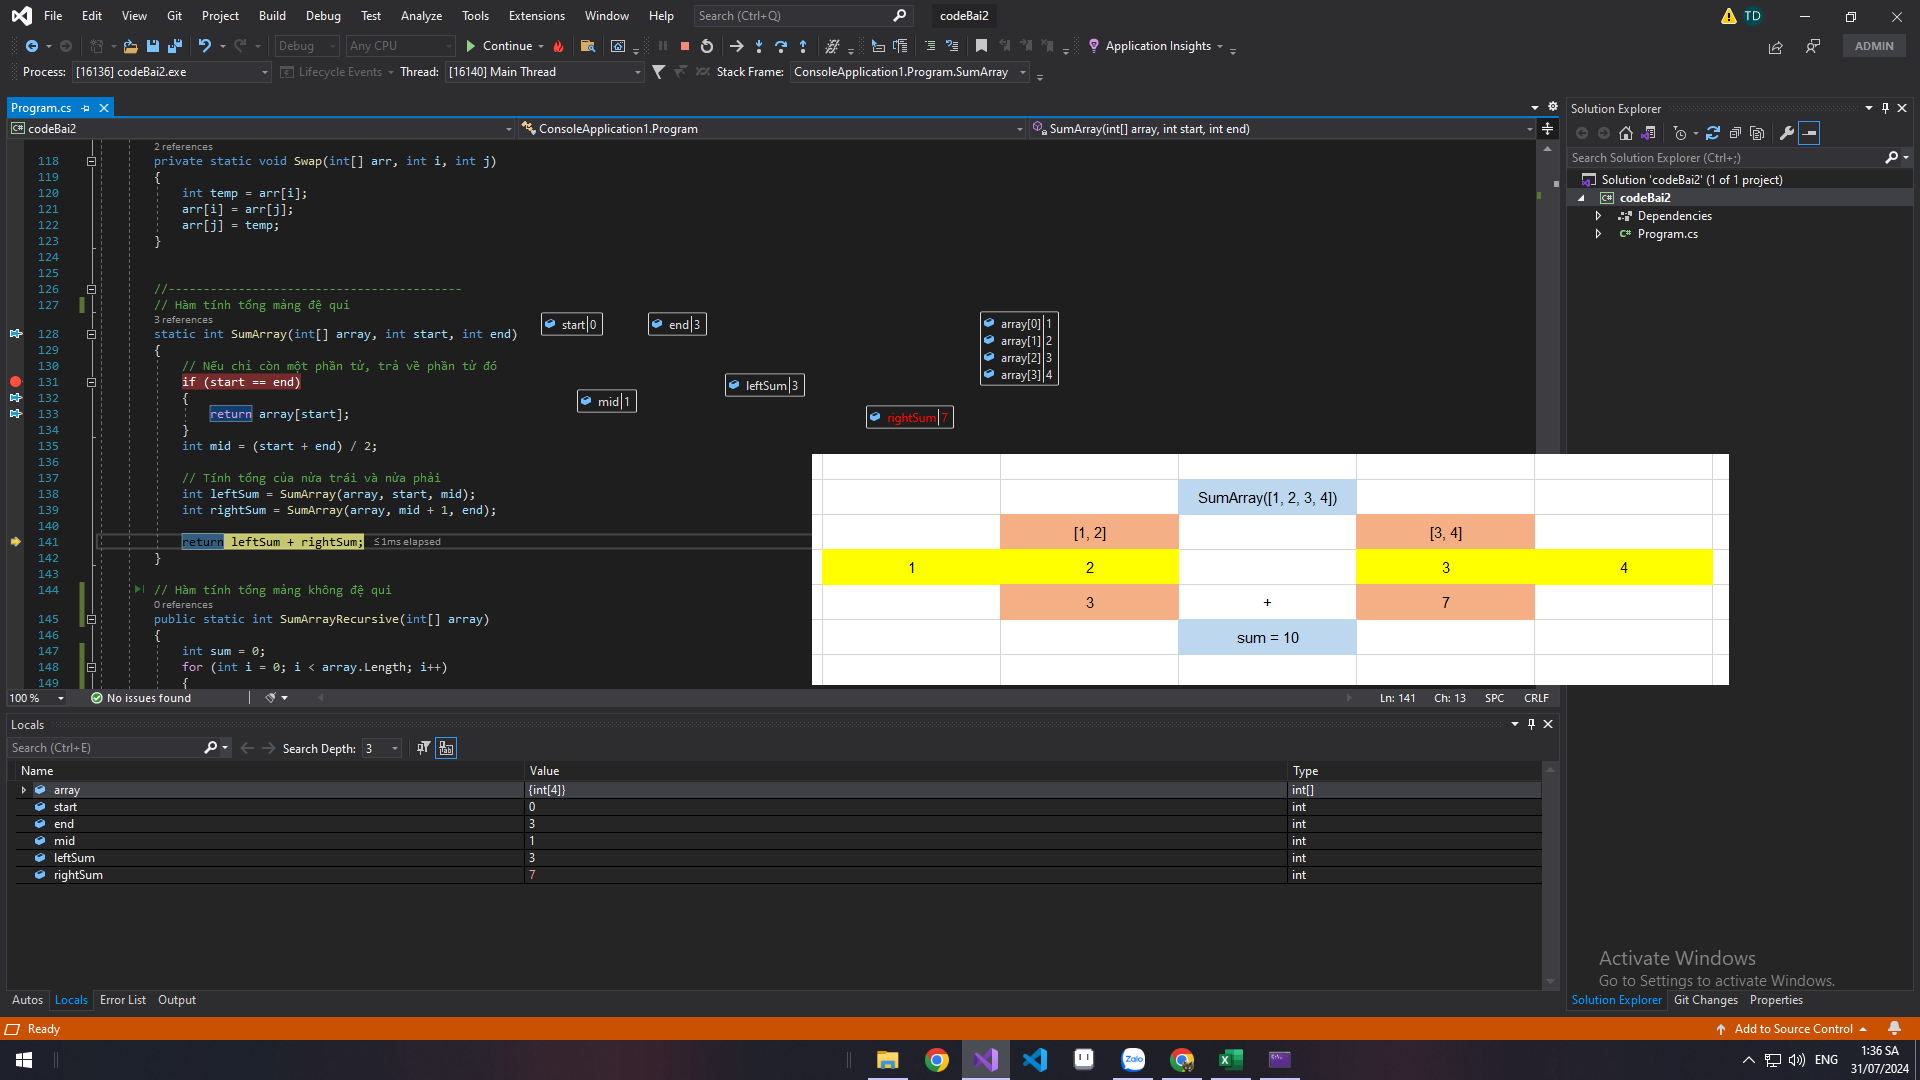 File Edit View Git Project Build Debug Test Analyze Tools Extensions Window Help Search (Ctrl+Q) codeBai2 TD
Debug Any CPU Continue Application Insights ADMIN
Process: [16136] codeBai2.exe Lifecycle Events Thread: [16140] Main Thread Stack Frame: ConsoleApplication1.Program.SumArray
Program.cs
codeBai2 ConsoleApplication1.Program SumArray(int[] array, int start, int end)
2 references
118 private static void Swap(int[] arr, int i, int j)
119 {
120 int temp = arr[i];
121 arr[i] = arr[j];
122 arr[j] = temp;
123 }
124
125
126 //------------------------------------------
127 // Hàm tính tổng mảng đệ qui
3 references
128 static int SumArray(int[] array, int start, int end)
129 {
130 // Nếu chỉ còn một phần tử, trả về phần tử đó
131 if (start == end)
132 {
133 return array[start];
134 }
135 int mid = (start + end) / 2;
136
137 // Tính tổng của nửa trái và nửa phải
138 int leftSum = SumArray(array, start, mid);
139 int rightSum = SumArray(array, mid + 1, end);
140
141 return leftSum + rightSum; ≤1ms elapsed
142 }
143
144 // Hàm tính tổng mảng không đệ qui
0 references
145 public static int SumArrayRecursive(int[] array)
146 {
147 int sum = 0;
148 for (int i = 0; i < array.Length; i++)
149 {
start 0
end 3
array[0] 1
array[1] 2
array[2] 3
array[3] 4
leftSum 3
mid 1
rightSum 7
SumArray([1, 2, 3, 4])
[1, 2] [3, 4]
1 2 3 4
3 + 7
sum = 10
100 % No issues found Ln: 141 Ch: 13 SPC CRLF
Locals
Search (Ctrl+E) Search Depth: 3
Name Value Type
array {int[4]} int[]
start 0 int
end 3 int
mid 1 int
leftSum 3 int
rightSum 7 int
Autos Locals Error List Output
Solution Explorer
Search Solution Explorer (Ctrl+;)
Solution 'codeBai2' (1 of 1 project)
C# codeBai2
Dependencies
C# Program.cs
Activate Windows
Go to Settings to activate Windows.
Solution Explorer Git Changes Properties
Ready Add to Source Control
Zalo
ENG 1:36 SA
31/07/2024